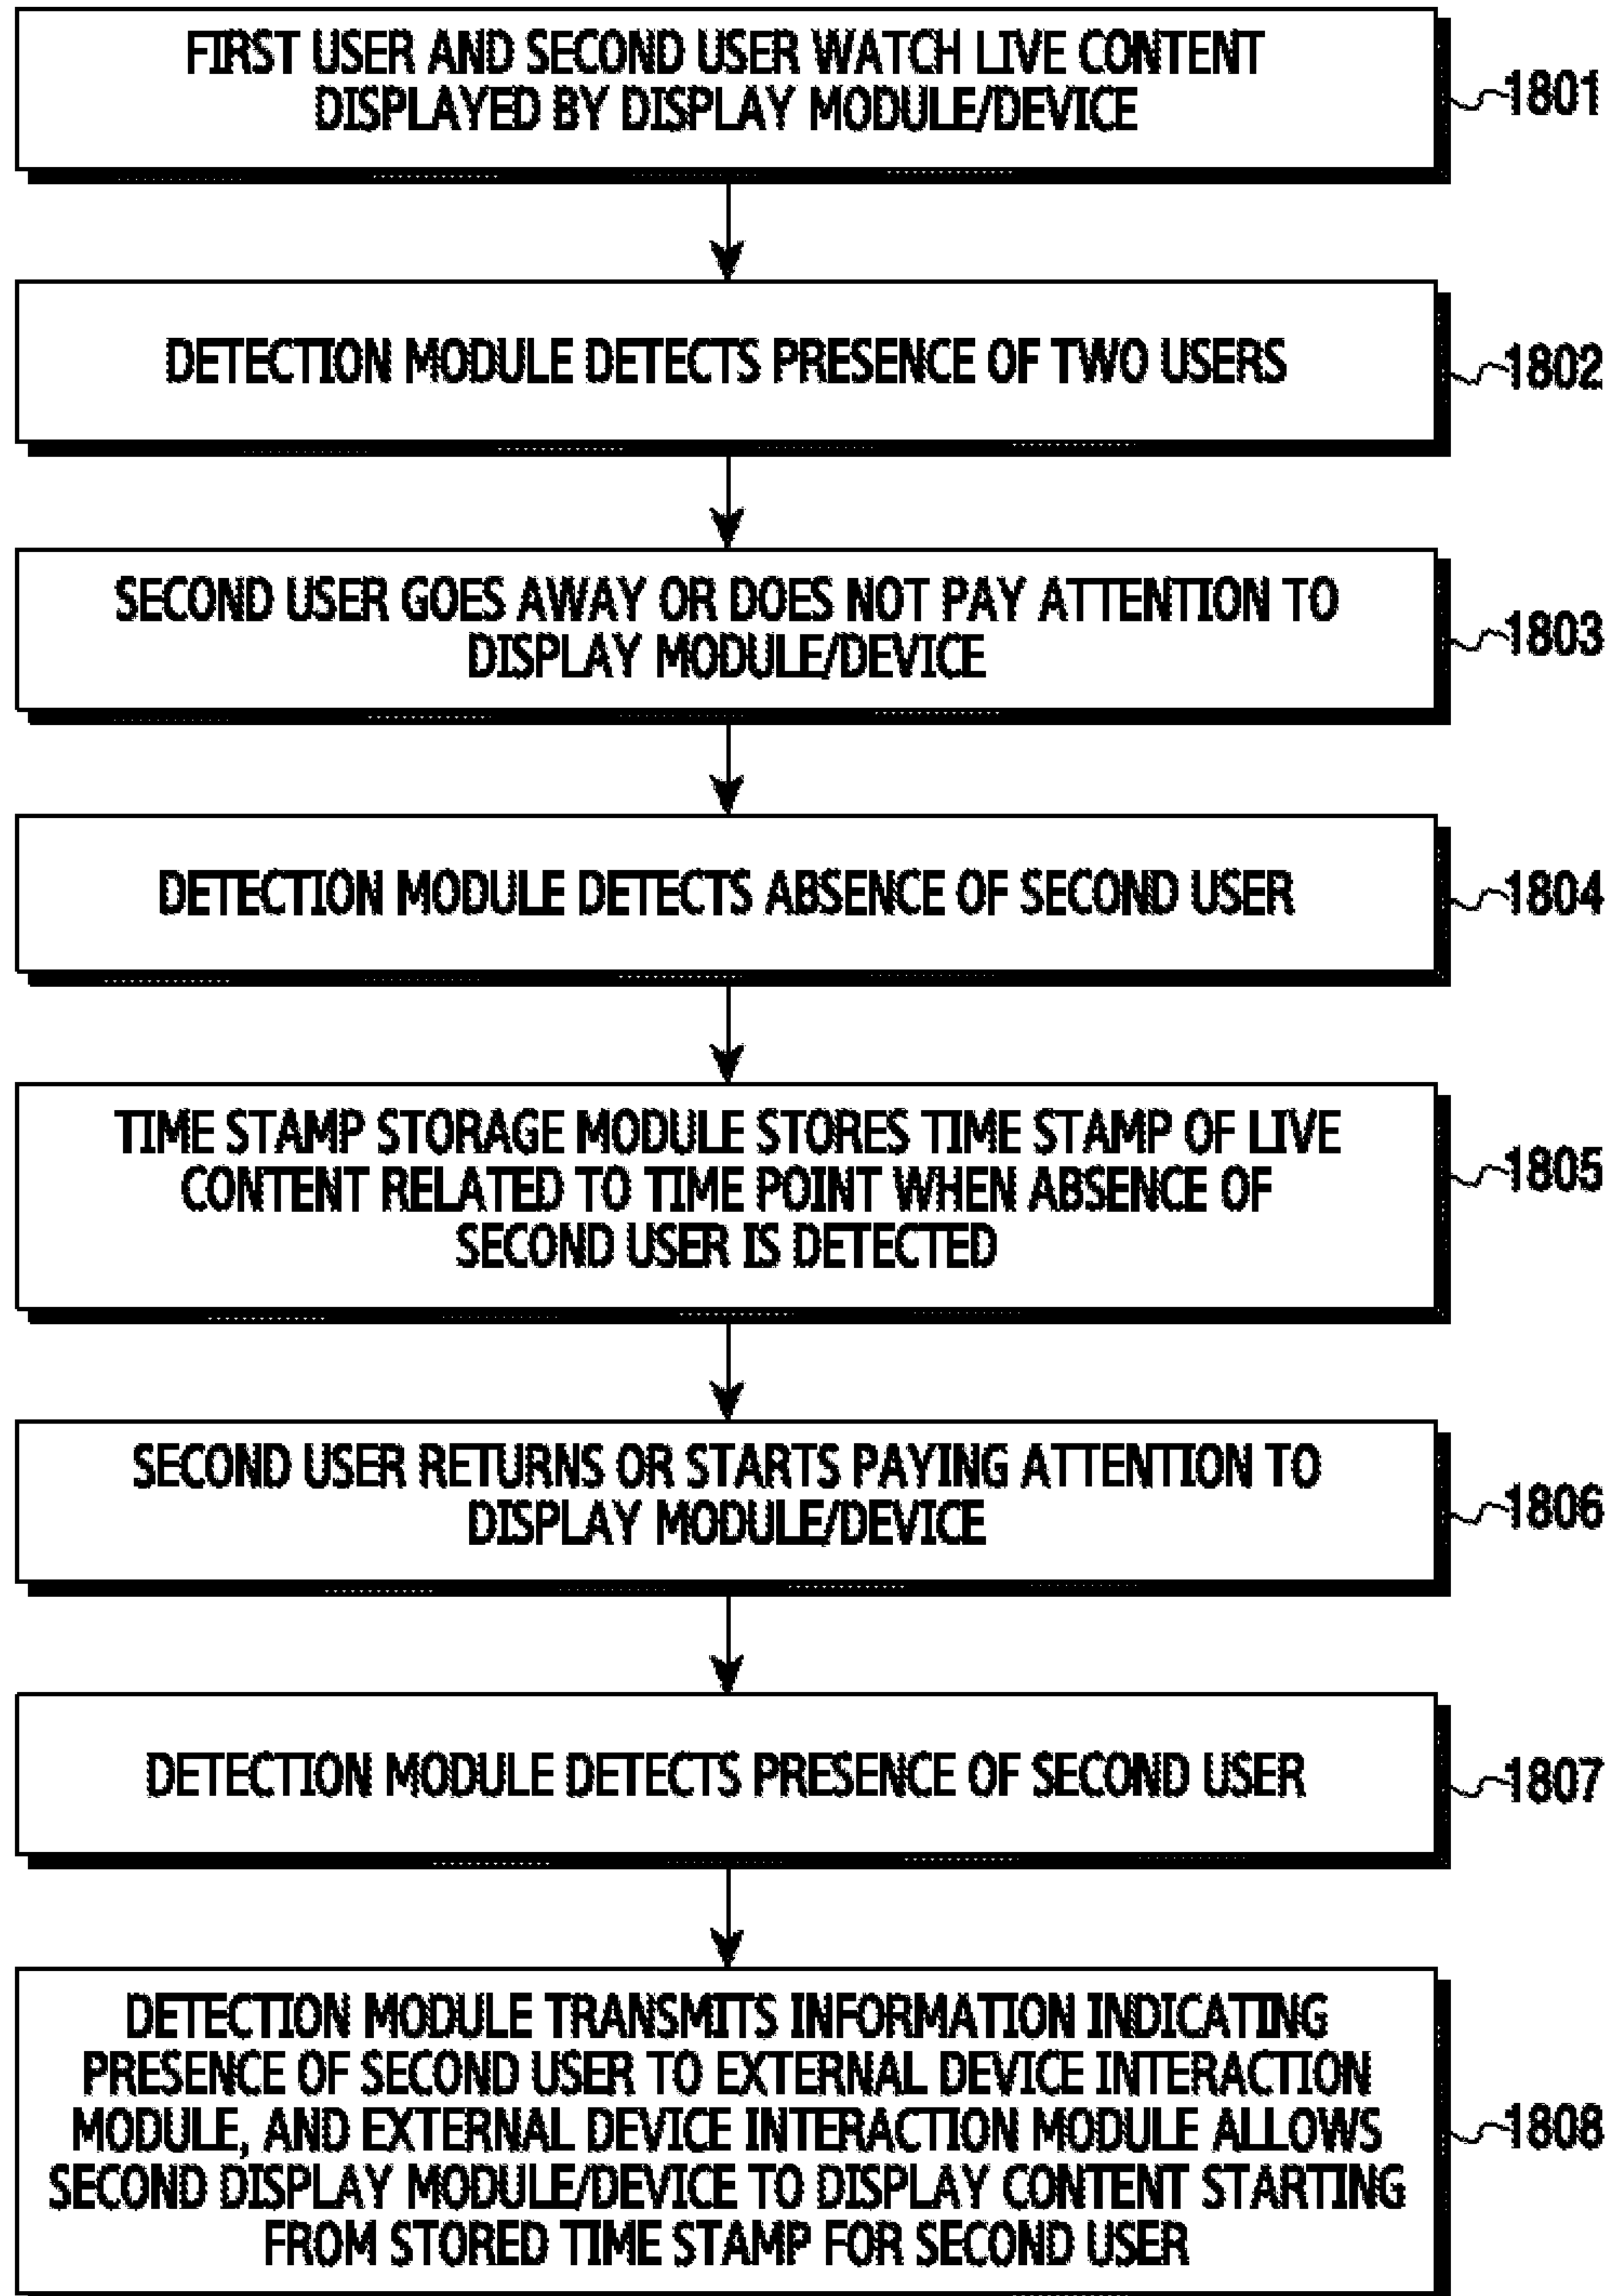 FIRST USER AND SECOND USER WATCH LIVE CONTENT
DISPLAYED BY DISPLAY MODULE/DEVICE
1801
DETECTION MODULE DETECTS PRESENCE OF TWO USERS
1802
SECOND USER GOES AWAY OR DOES NOT PAY ATTENTION TO
DISPLAY MODULE/DEVICE
1803
DETECTION MODULE DETECTS ABSENCE OF SECOND USER
1804
TIME STAMP STORAGE MODULE STORES TIME STAMP OF LIVE
CONTENT RELATED TO TIME POINT WHEN ABSENCE OF
SECOND USER IS DETECTED
1805
SECOND USER RETURNS OR STARTS PAYING ATTENTION TO
DISPLAY MODULE/DEVICE
1806
DETECTION MODULE DETECTS PRESENCE OF SECOND USER
1807
DETECTION MODULE TRANSMITS INFORMATION INDICATING
PRESENCE OF SECOND USER TO EXTERNAL DEVICE INTERACTION
MODULE, AND EXTERNAL DEVICE INTERACTION MODULE ALLOWS
SECOND DISPLAY MODULE/DEVICE TO DISPLAY CONTENT STARTING
FROM STORED TIME STAMP FOR SECOND USER
1808